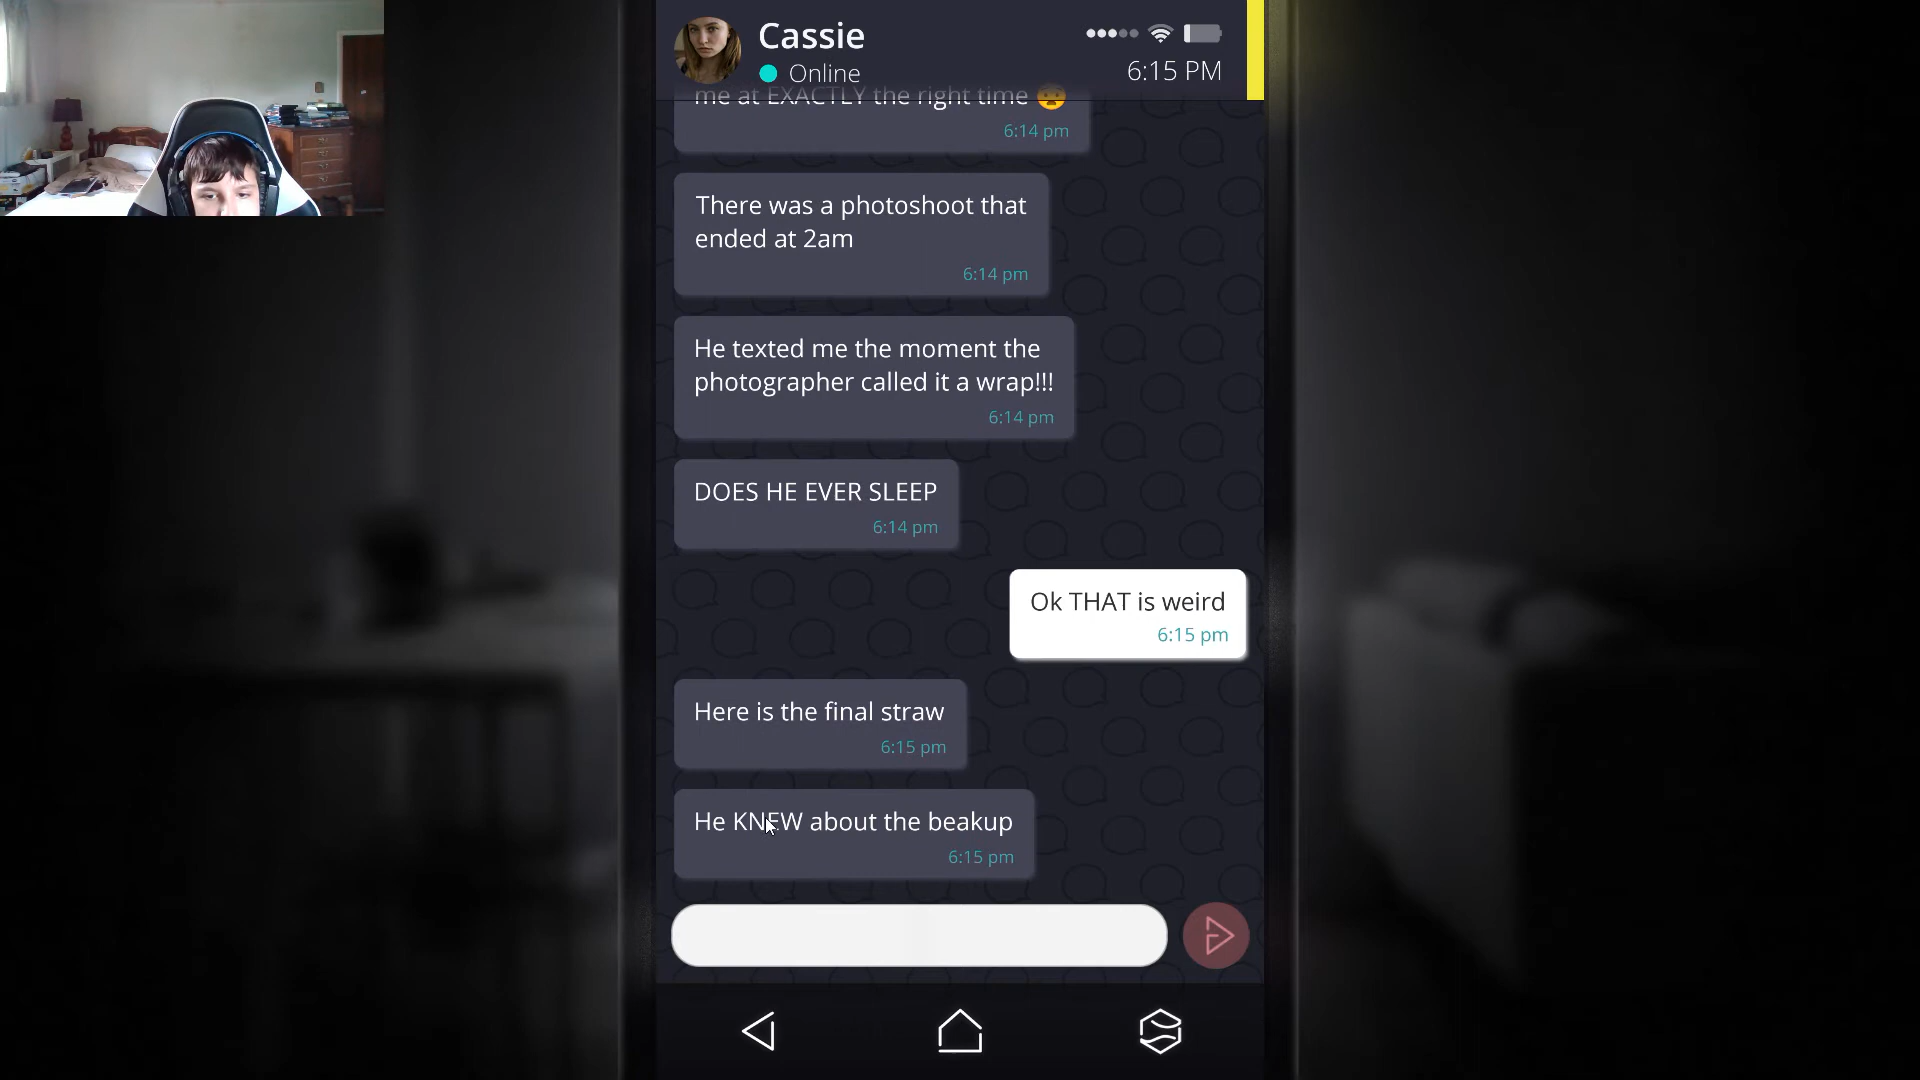 Cassie
Online
6:15 PM
me at EXACTLY the right time 😧
6:14 pm
There was a photoshoot that
ended at 2am
6:14 pm
He texted me the moment the
photographer called it a wrap!!!
6:14 pm
DOES HE EVER SLEEP
6:14 pm
Ok THAT is weird
6:15 pm
Here is the final straw
6:15 pm
He KNEW about the beakup
6:15 pm